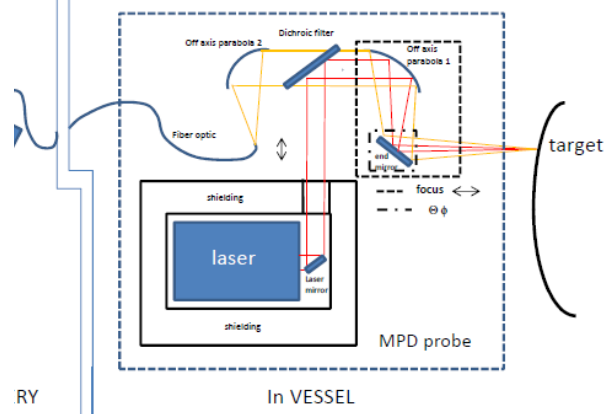 Dichroic filter
Off axis parabola 2
Off axis
parabola 1
Fiber optic
end
mirror
target
focus
Θ ϕ
shielding
laser
Laser
mirror
shielding
MPD probe
RY
In VESSEL